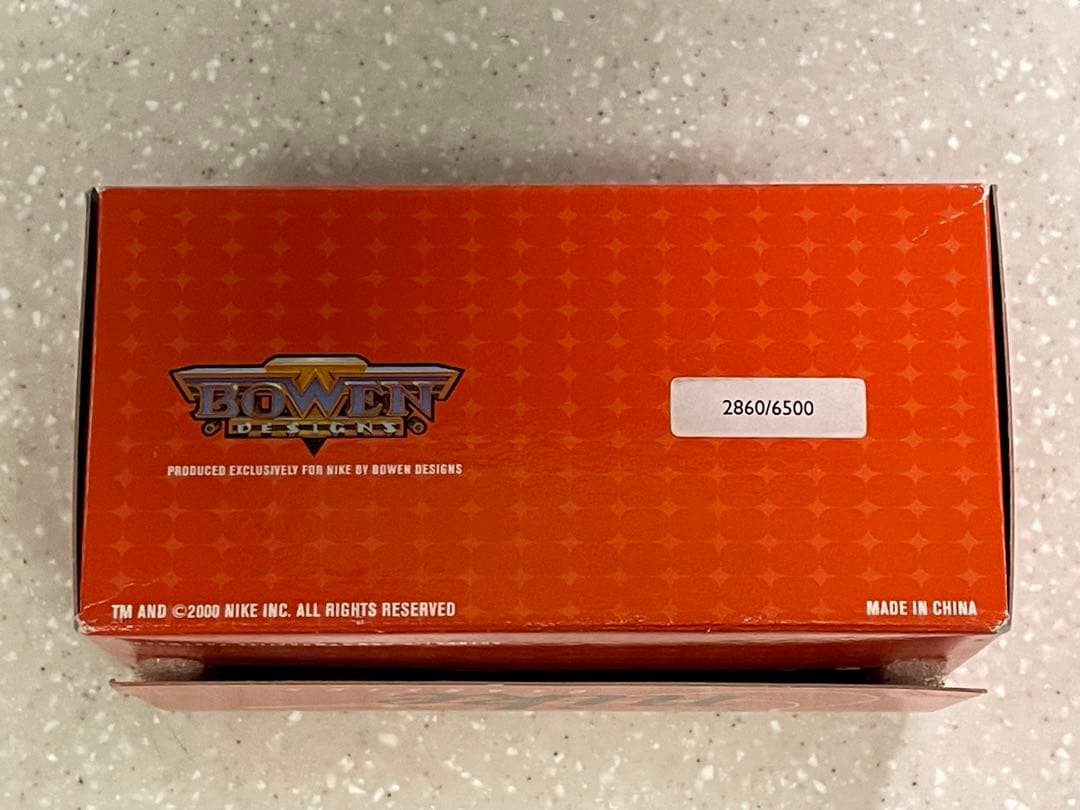 BOWEN
DESIGNS
PRODUCED EXCLUSIVELY FOR NIKE BY BOWEN DESIGNS
2860/6500
TM AND ©2000 NIKE INC. ALL RIGHTS RESERVED
MADE IN CHINA